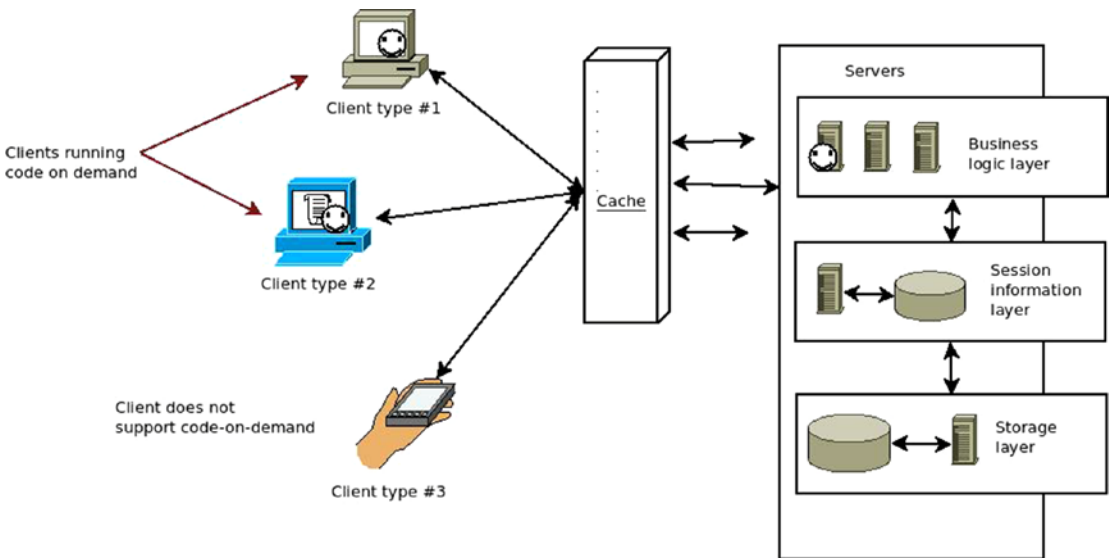 Client type #1
Clients running
code on demand
Client type #2
Client does not
support code-on-demand
Client type #3
Cache
Servers
Business
logic layer
Session
information
layer
Storage
layer